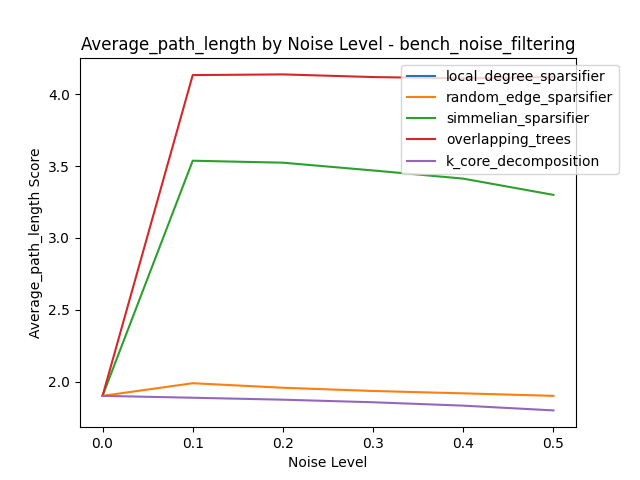 Average_path_length by Noise Level - bench_noise_filtering
local_degree_sparsifier
random_edge_sparsifier
simmelian_sparsifier
overlapping_trees
k_core_decomposition
Average_path_length Score
4.0
3.5
3.0
2.5
2.0
0.0 0.1 0.2 0.3 0.4 0.5
Noise Level